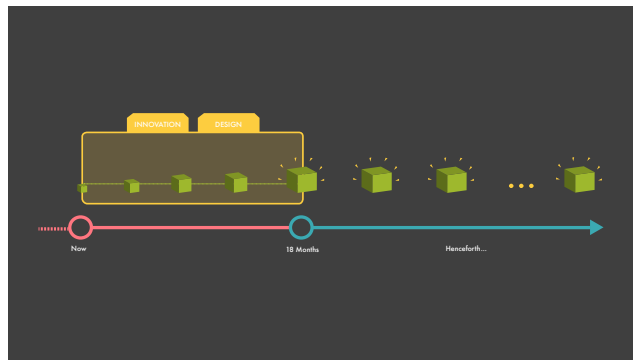 INNOVATION
DESIGN
Now
18 Months
Henceforth...